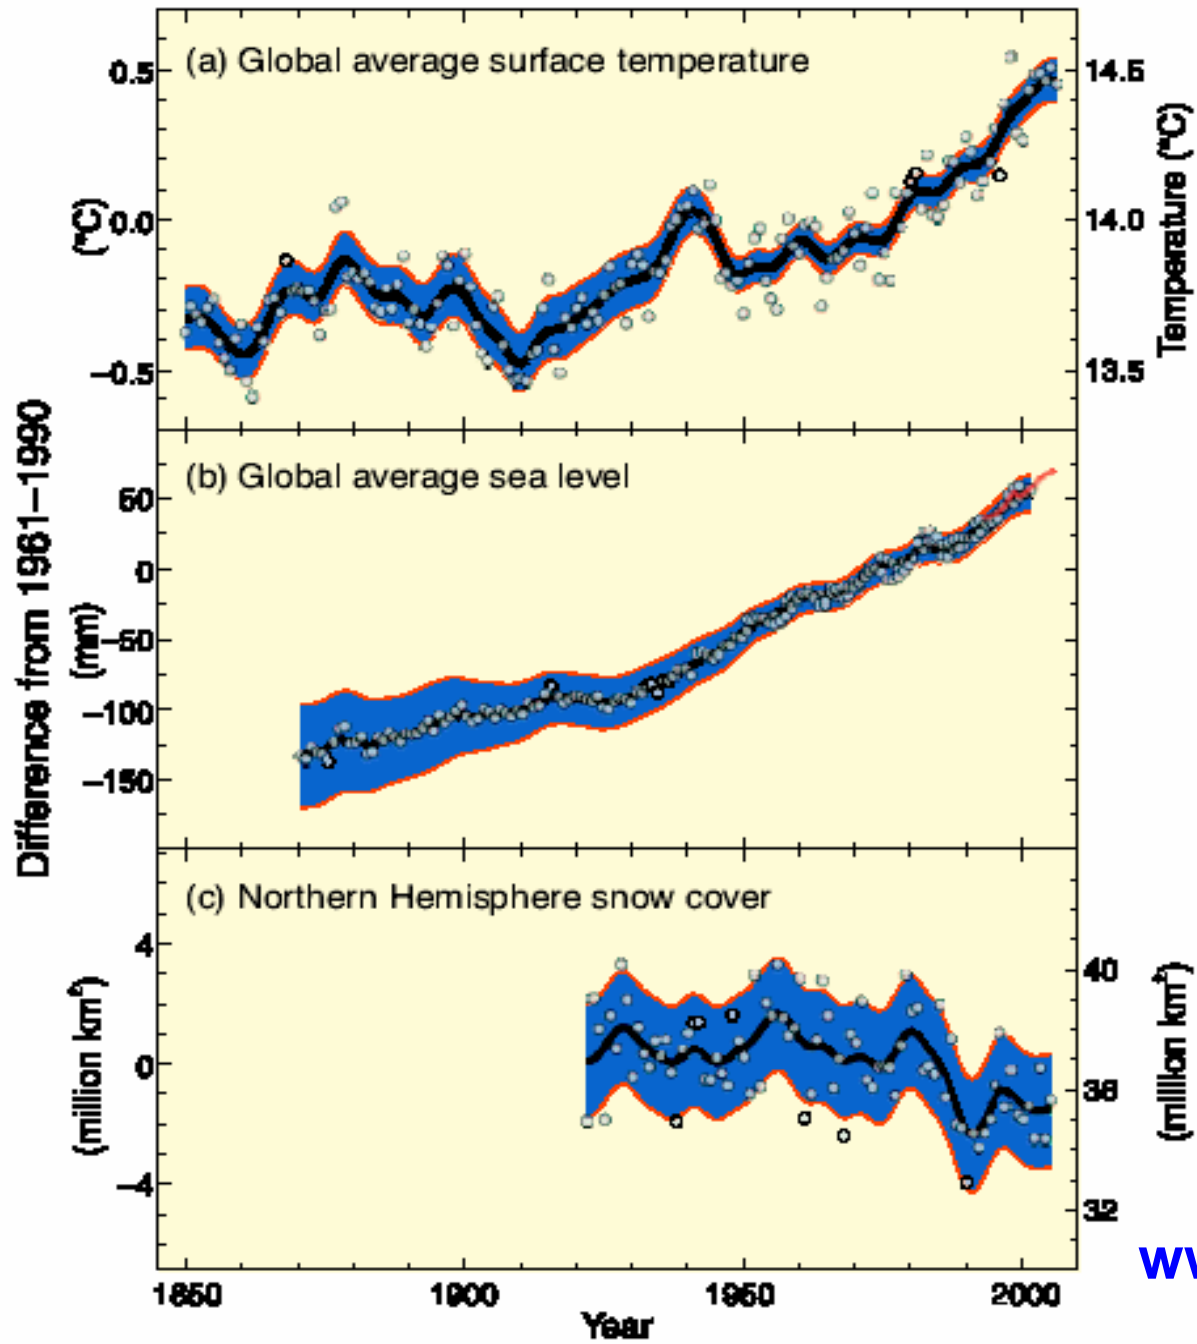 (a) Global average surface temperature
0.5
0.0
−0.5
(°C)
14.5
14.0
13.5
Temperature (°C)
Difference from 1961–1990
(b) Global average sea level
50
0
−50
−100
−150
(mm)
(c) Northern Hemisphere snow cover
4
0
−4
(million km²)
40
36
32
(million km²)
1850
1900
1950
2000
Year